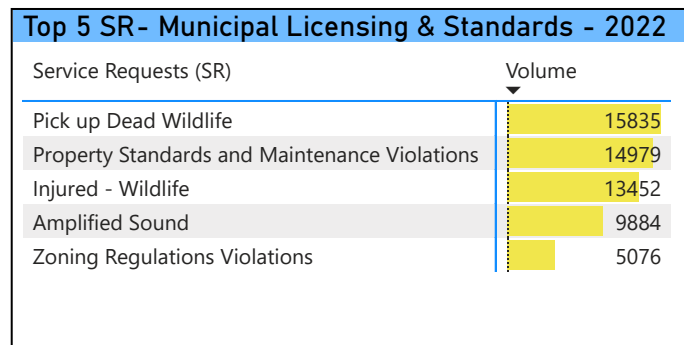 Top 5 SR- Municipal Licensing & Standards - 2022
Service Requests (SR) Volume
Pick up Dead Wildlife 15835
Property Standards and Maintenance Violations 14979
Injured - Wildlife 13452
Amplified Sound 9884
Zoning Regulations Violations 5076